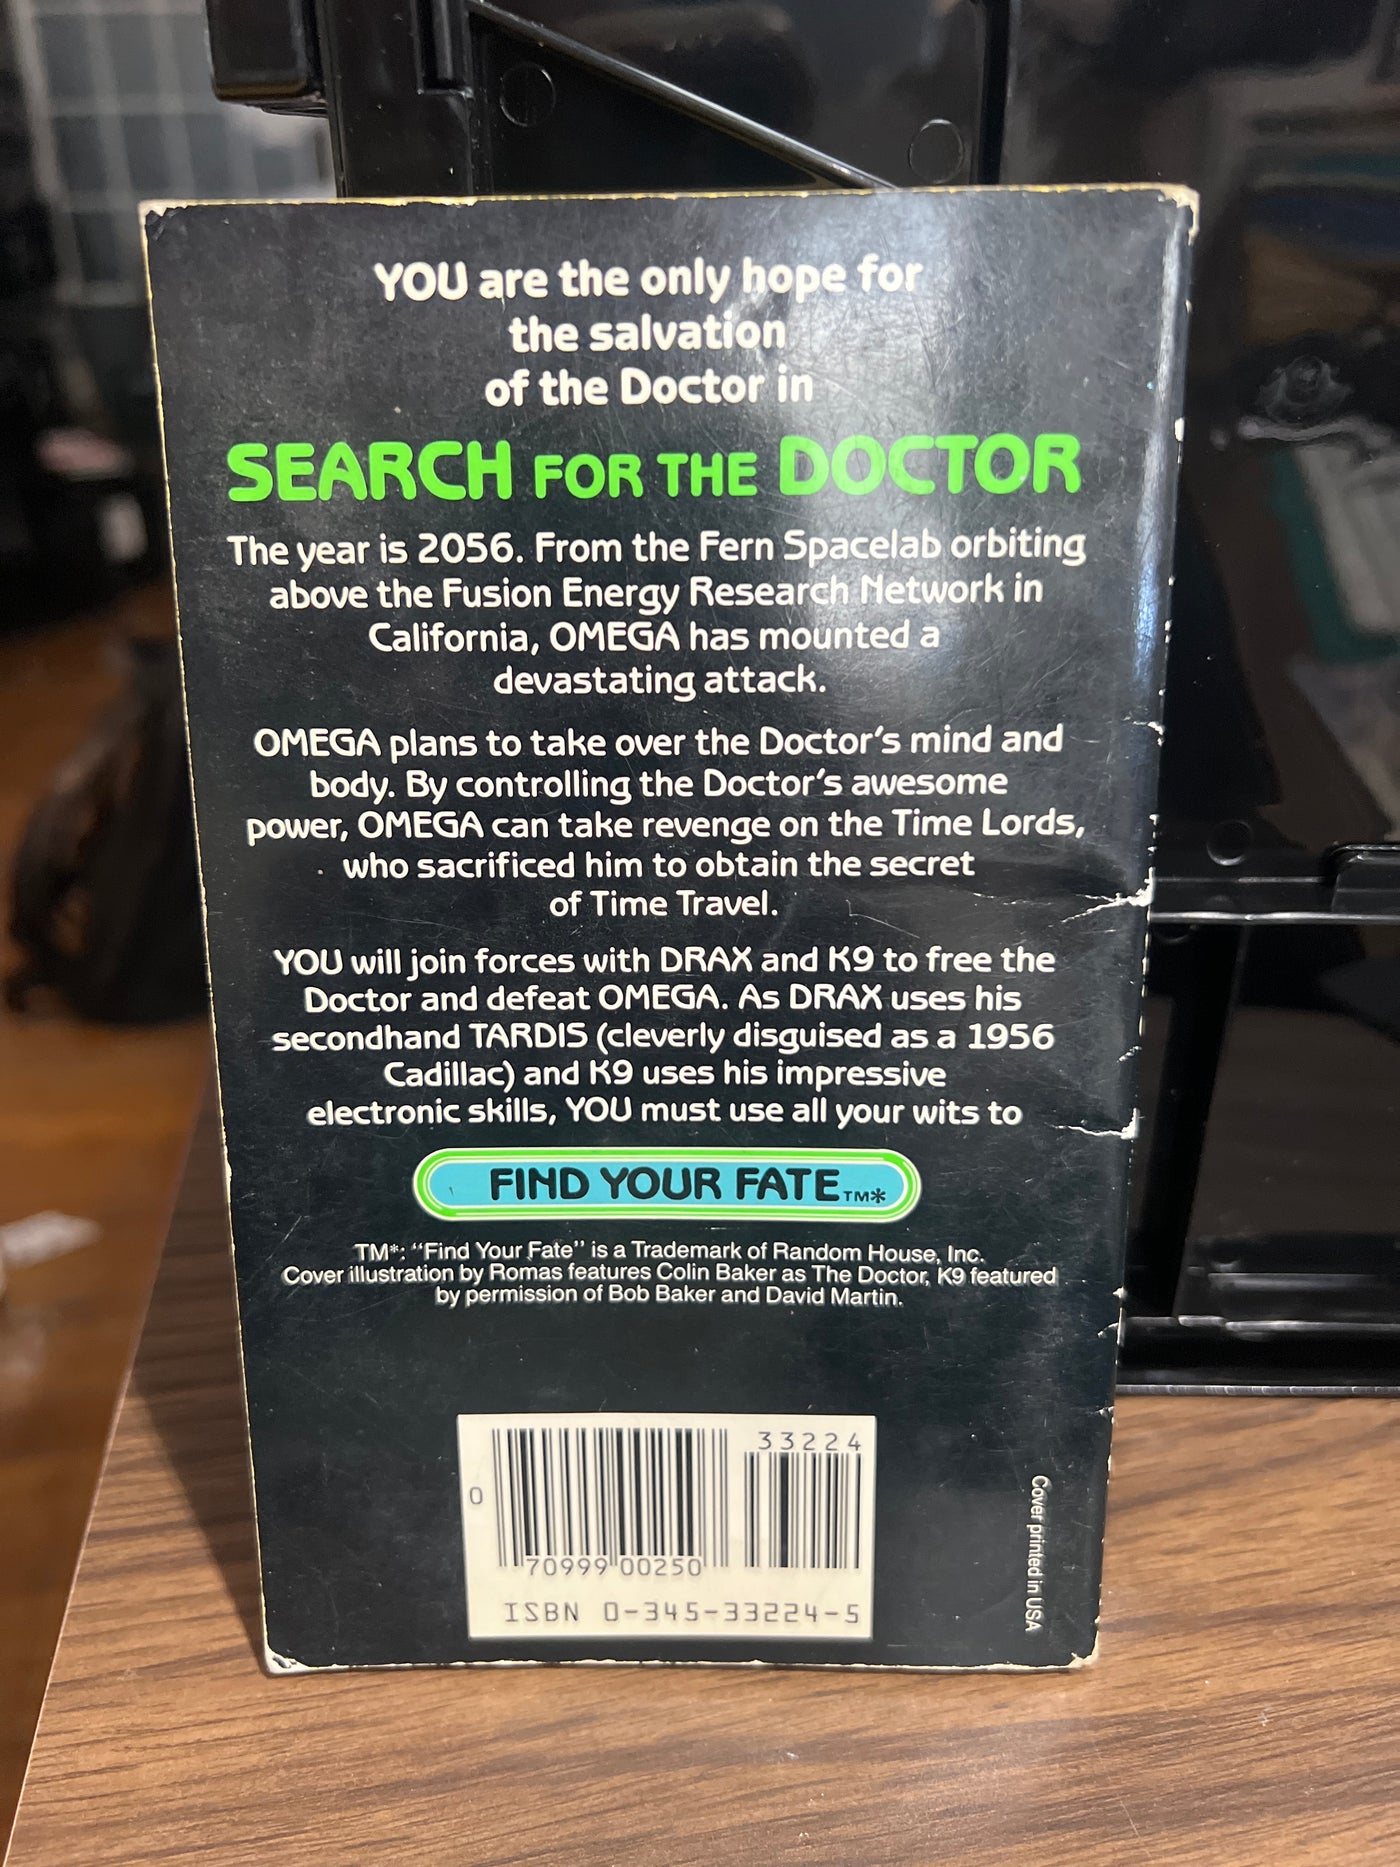 YOU are the only hope for
the salvation
of the Doctor in
SEARCH FOR THE DOCTOR
The year is 2056. From the Fern Spacelab orbiting
above the Fusion Energy Research Network in
California, OMEGA has mounted a
devastating attack.
OMEGA plans to take over the Doctor's mind and
body. By controlling the Doctor's awesome
power, OMEGA can take revenge on the Time Lords,
who sacrificed him to obtain the secret
of Time Travel.
YOU will join forces with DRAX and K9 to free the
Doctor and defeat OMEGA. As DRAX uses his
secondhand TARDIS (cleverly disguised as a 1956
Cadillac) and K9 uses his impressive
electronic skills, YOU must use all your wits to
FIND YOUR FATE TM*
TM*: "Find Your Fate" is a Trademark of Random House, Inc.
Cover illustration by Romas features Colin Baker as The Doctor, K9 featured
by permission of Bob Baker and David Martin.
33224
0
70999 00250
ISBN 0-345-33224-5
Cover printed in USA